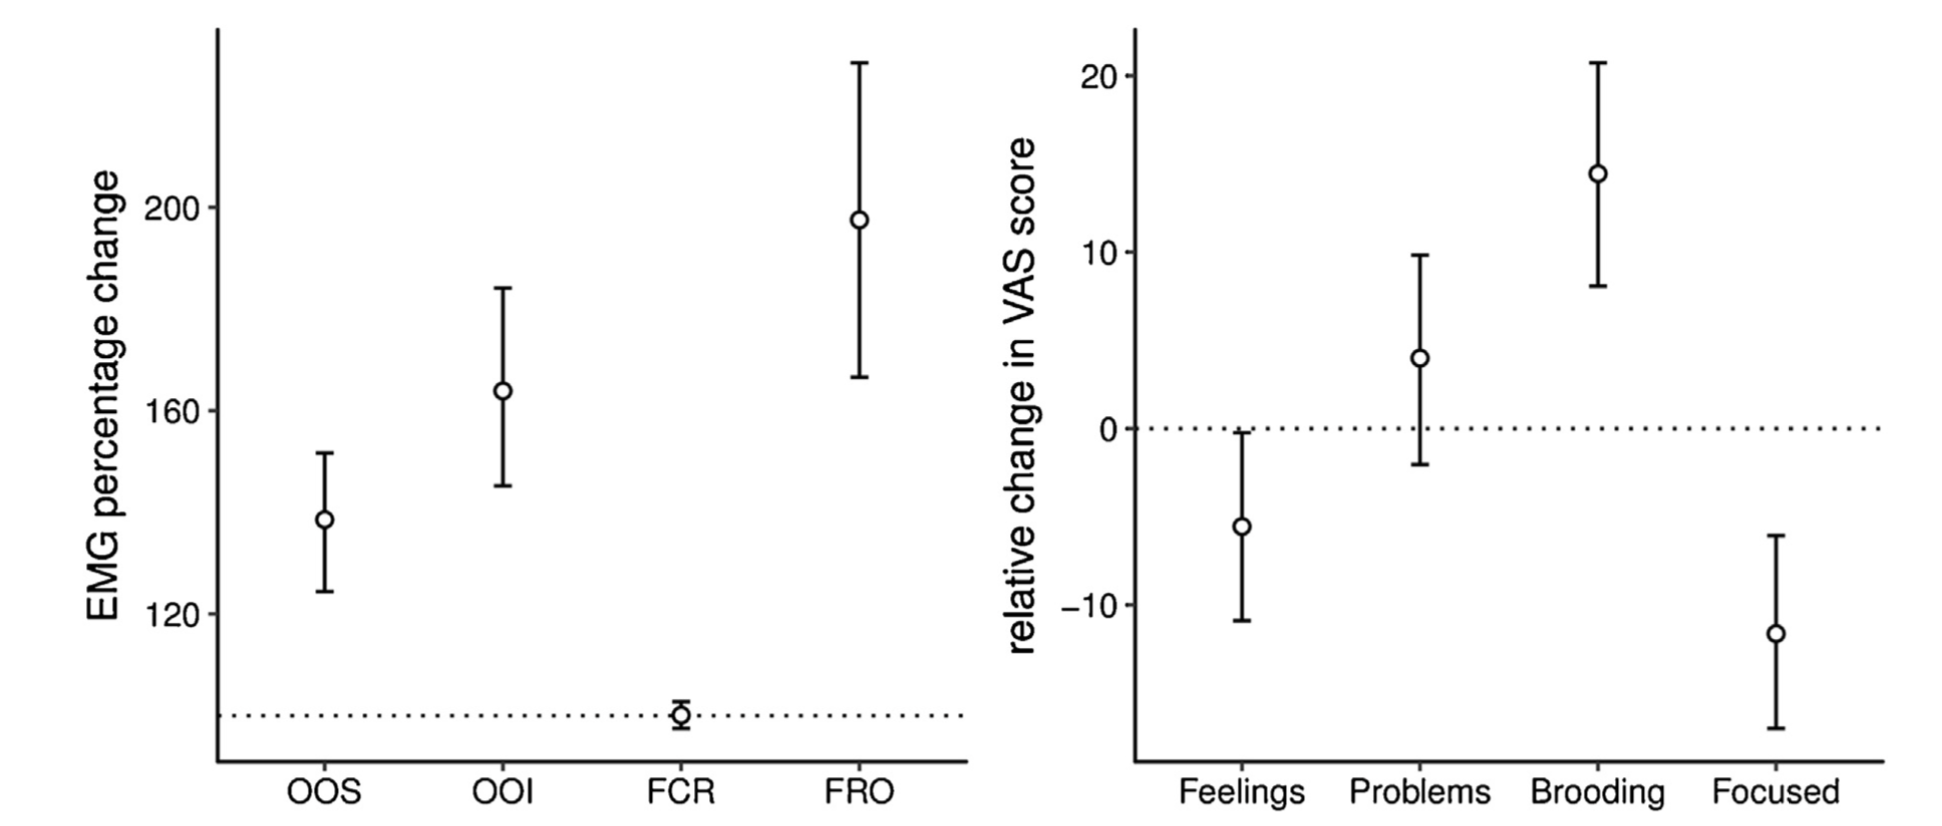 EMG percentage change
200
160
120
OOS OOI FCR FRO
relative change in VAS score
20
10
0
−10
Feelings Problems Brooding Focused